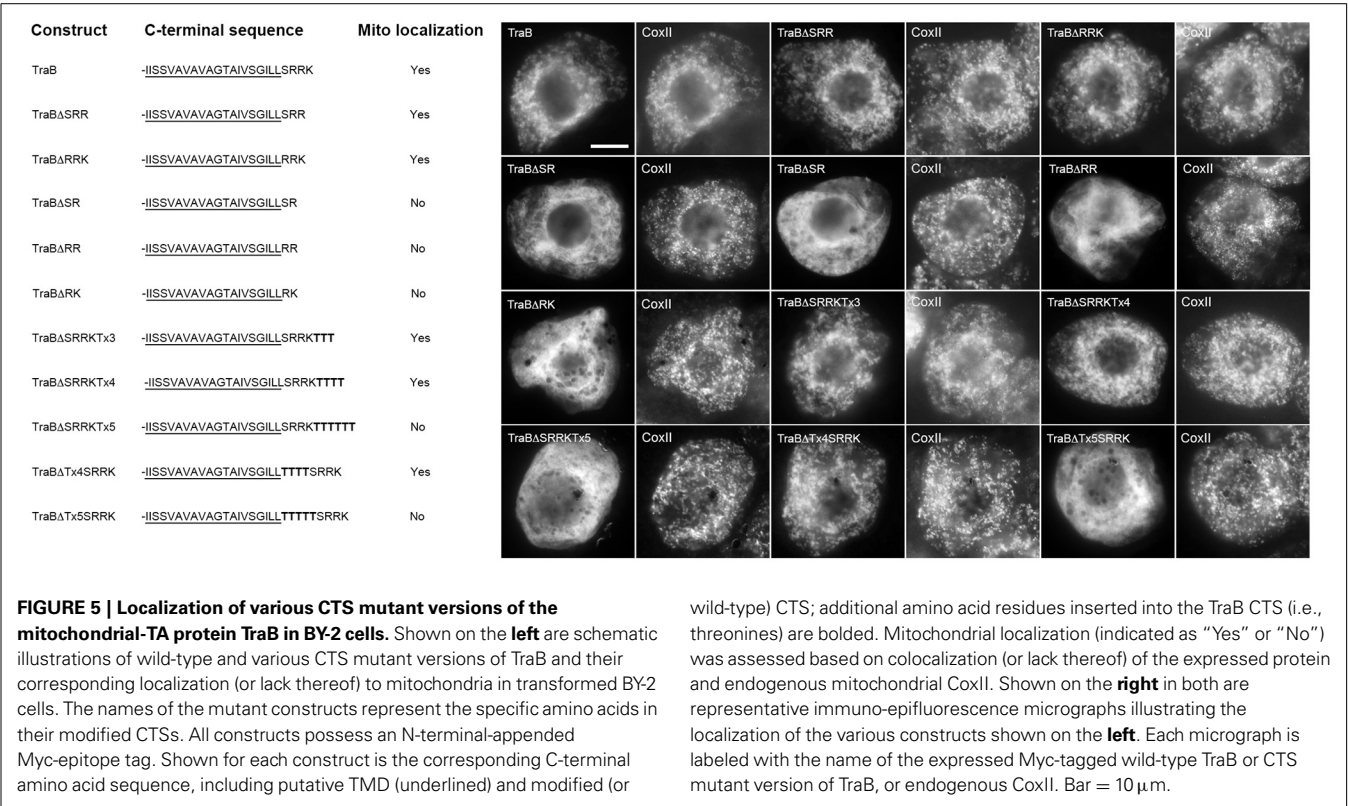 Construct C-terminal sequence Mito localization
TraB -IISSVAVAVAGTAIVSGILLSRRK Yes
TraBΔSRR -IISSVAVAVAGTAIVSGILLSRR Yes
TraBΔRRK -IISSVAVAVAGTAIVSGILLRRK Yes
TraBΔSR -IISSVAVAVAGTAIVSGILLSR No
TraBΔRR -IISSVAVAVAGTAIVSGILLRR No
TraBΔRK -IISSVAVAVAGTAIVSGILLRK No
TraBΔSRRKTx3 -IISSVAVAVAGTAIVSGILLSRRKTTT Yes
TraBΔSRRKTx4 -IISSVAVAVAGTAIVSGILLSRRKTTTT Yes
TraBΔSRRKTx5 -IISSVAVAVAGTAIVSGILLSRRKTTTTTT No
TraBΔTx4SRRK -IISSVAVAVAGTAIVSGILLTTTTSRRK Yes
TraBΔTx5SRRK -IISSVAVAVAGTAIVSGILLTTTTTSRRK No
TraB CoxII TraBΔSRR CoxII TraBΔRRK CoxII
TraBΔSR CoxII TraBΔSR CoxII TraBΔRR CoxII
TraBΔRK CoxII TraBΔSRRKTx3 CoxII TraBΔSRRKTx4 CoxII
TraBΔSRRKTx5 CoxII TraBΔTx4SRRK CoxII TraBΔTx5SRRK CoxII
FIGURE 5 | Localization of various CTS mutant versions of the
mitochondrial-TA protein TraB in BY-2 cells. Shown on the left are schematic
illustrations of wild-type and various CTS mutant versions of TraB and their
corresponding localization (or lack thereof) to mitochondria in transformed BY-2
cells. The names of the mutant constructs represent the specific amino acids in
their modified CTSs. All constructs possess an N-terminal-appended
Myc-epitope tag. Shown for each construct is the corresponding C-terminal
amino acid sequence, including putative TMD (underlined) and modified (or
wild-type) CTS; additional amino acid residues inserted into the TraB CTS (i.e.,
threonines) are bolded. Mitochondrial localization (indicated as “Yes” or “No”)
was assessed based on colocalization (or lack thereof) of the expressed protein
and endogenous mitochondrial CoxII. Shown on the right in both are
representative immuno-epifluorescence micrographs illustrating the
localization of the various constructs shown on the left. Each micrograph is
labeled with the name of the expressed Myc-tagged wild-type TraB or CTS
mutant version of TraB, or endogenous CoxII. Bar = 10 μm.